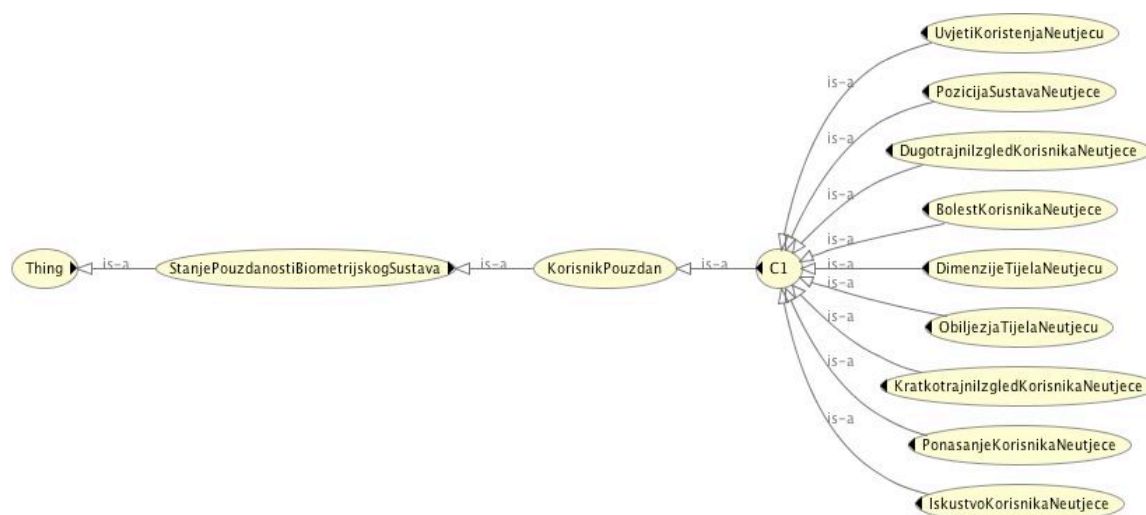 UvjetiKoristenjaNeutjecu
is-a
PozicijaSustavaNeutjece
is-a
DugotrajniIzgledKorisnikaNeutjece
is-a
BolestKorisnikaNeutjece
is-a
Thing is-a StanjePouzdanostiBiometrijskogSustava is-a KorisnikPouzdan is-a C1 is-a DimenzijeTijelaNeutjecu
is-a
ObiljezjaTijelaNeutjecu
is-a
KratkotrajniIzgledKorisnikaNeutjece
is-a
PonasanjeKorisnikaNeutjece
is-a
IskustvoKorisnikaNeutjece